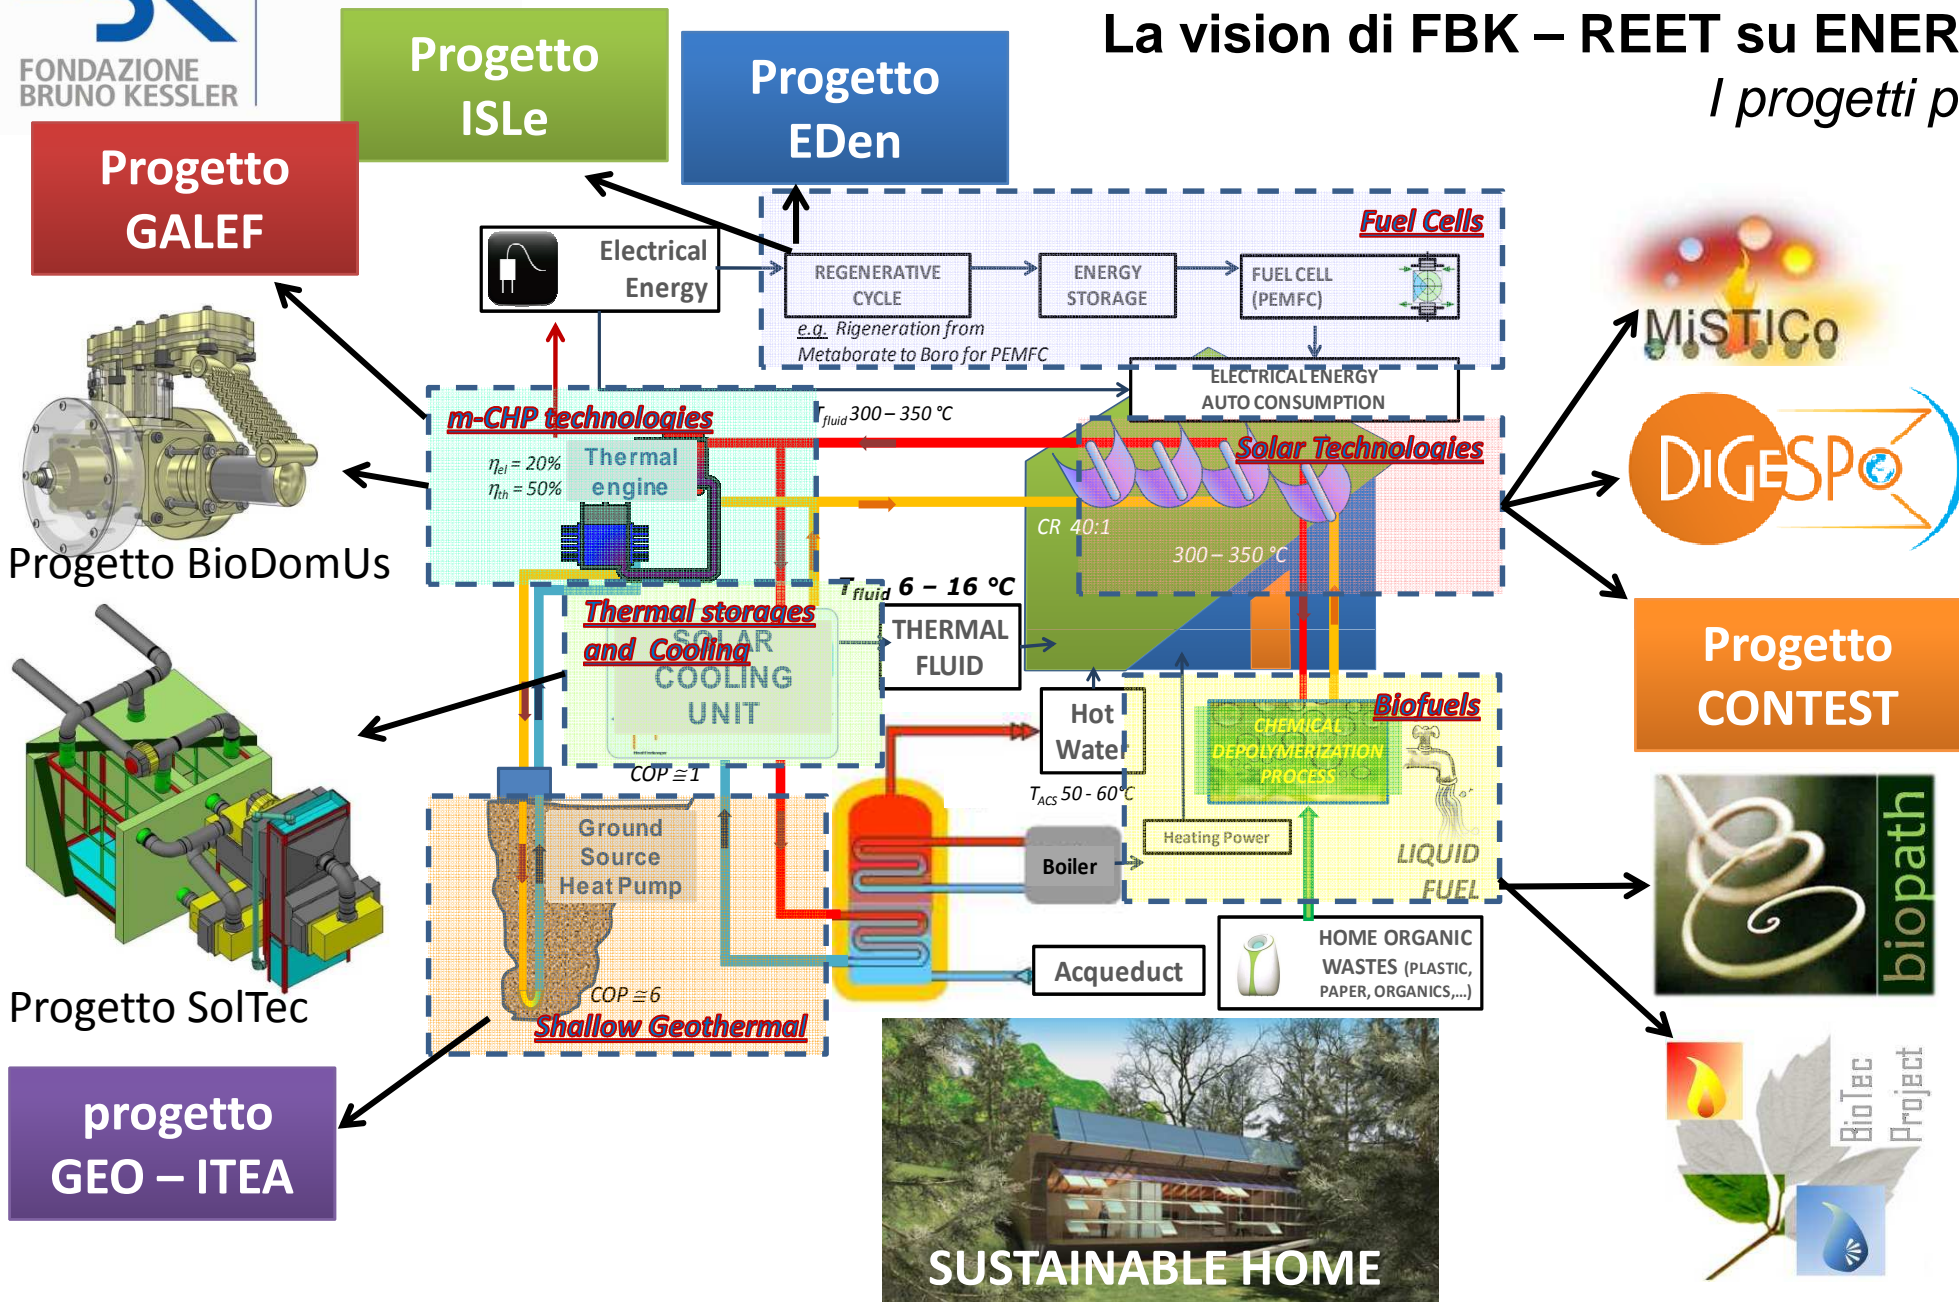 FONDAZIONE
BRUNO KESSLER
La vision di FBK – REET su ENER
I progetti p
Progetto
ISLe
Progetto
EDen
Progetto
GALEF
Electrical
Energy
Fuel Cells
REGENERATIVE
CYCLE
ENERGY
STORAGE
FUEL CELL
(PEMFC)
e.g. Rigeneration from
Metaborate to Boro for PEMFC
MiSTICo
ELECTRICAL ENERGY
AUTO CONSUMPTION
m-CHP technologies
Tfluid 300 – 350 °C
ηel = 20%
ηth = 50%
Thermal
engine
Solar Technologies
CR 40:1
300 – 350 °C
DiGeSPo
Progetto BioDomUs
Tfluid 6 – 16 °C
Thermal storages
and Cooling
SOLAR
COOLING
UNIT
THERMAL
FLUID
Progetto
CONTEST
Hot
Water
COP ≅ 1
TACS 50 - 60°C
Biofuels
CHEMICAL
DEPOLYMERIZATION
PROCESS
Ground
Source
Heat Pump
Boiler
Heating Power
LIQUID
FUEL
biopath
HOME ORGANIC
WASTES (PLASTIC,
PAPER, ORGANICS,...)
Acqueduct
COP ≅ 6
Shallow Geothermal
Progetto SolTec
progetto
GEO – ITEA
BioTec
Project
SUSTAINABLE HOME